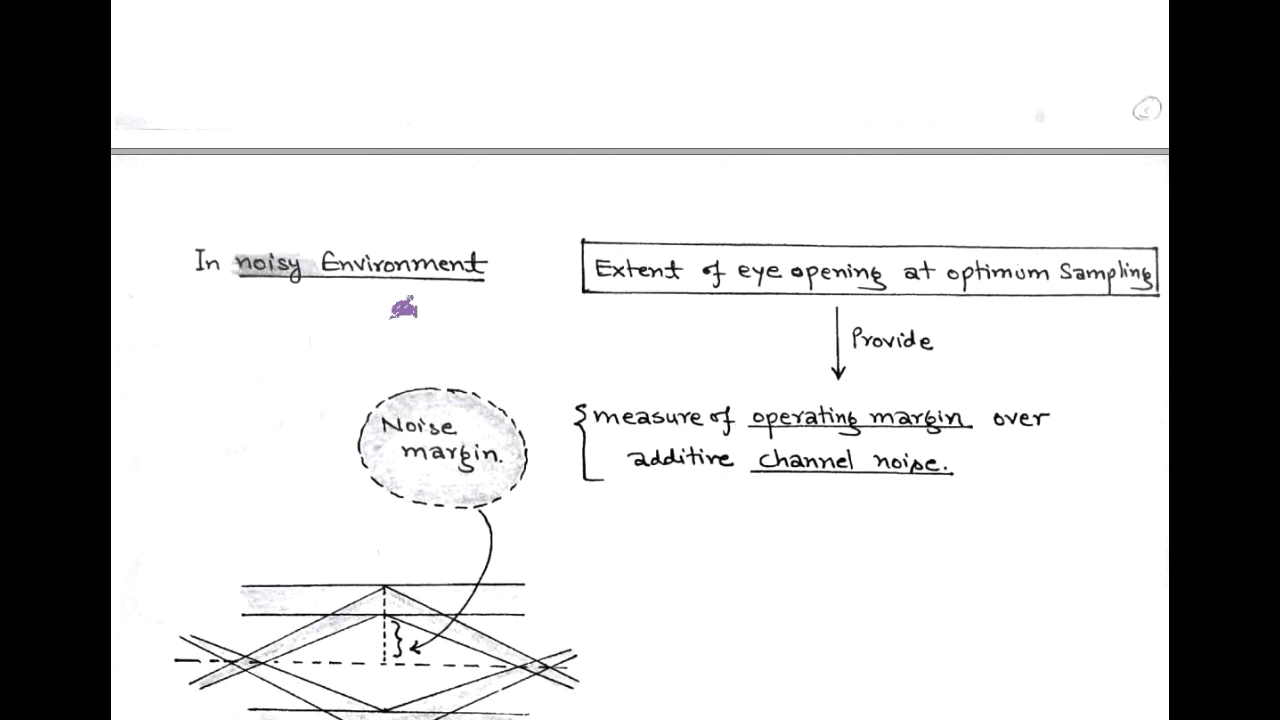 In noisy Environment
Extent of eye opening at optimum Sampling
Provide
measure of operating margin over
additive channel noise.
Noise
margin.